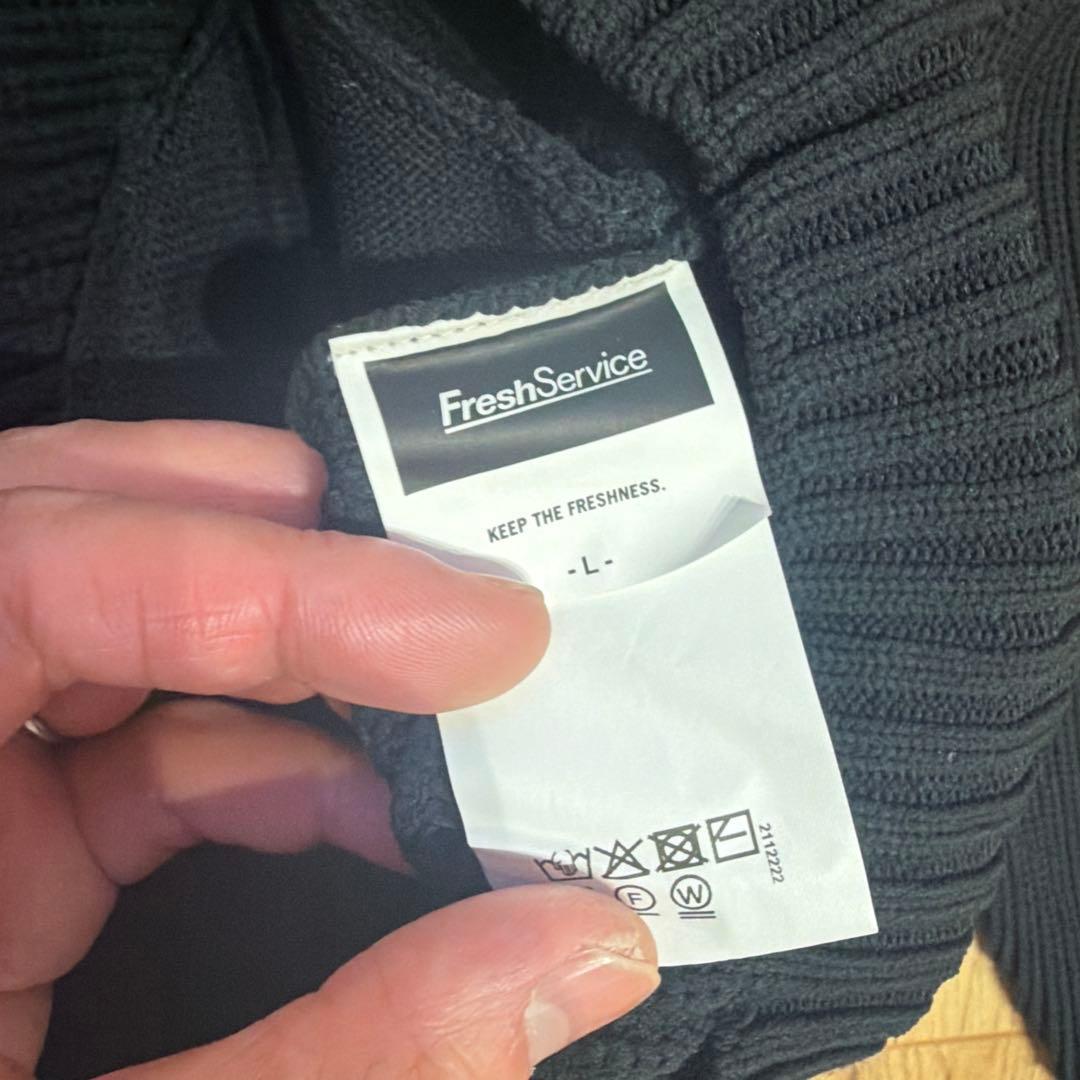 FreshService
KEEP THE FRESHNESS.
- L -
2112222
F W